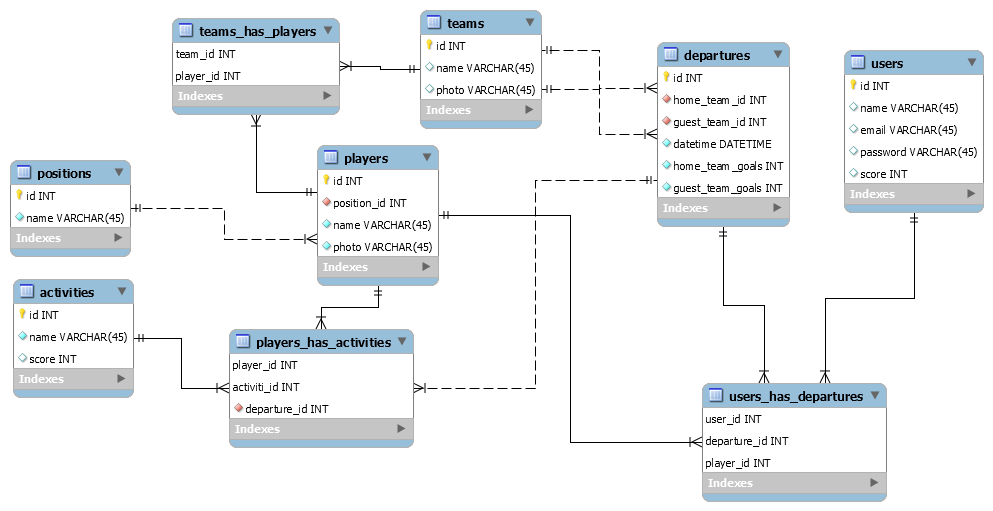 teams_has_players
team_id INT
player_id INT
Indexes
teams
id INT
name VARCHAR(45)
photo VARCHAR(45)
Indexes
departures
id INT
home_team_id INT
guest_team_id INT
datetime DATETIME
home_team_goals INT
guest_team_goals INT
Indexes
users
id INT
name VARCHAR(45)
email VARCHAR(45)
password VARCHAR(45)
score INT
Indexes
positions
id INT
name VARCHAR(45)
Indexes
players
id INT
position_id INT
name VARCHAR(45)
photo VARCHAR(45)
Indexes
activities
id INT
name VARCHAR(45)
score INT
Indexes
players_has_activities
player_id INT
activiti_id INT
departure_id INT
Indexes
users_has_departures
user_id INT
departure_id INT
player_id INT
Indexes